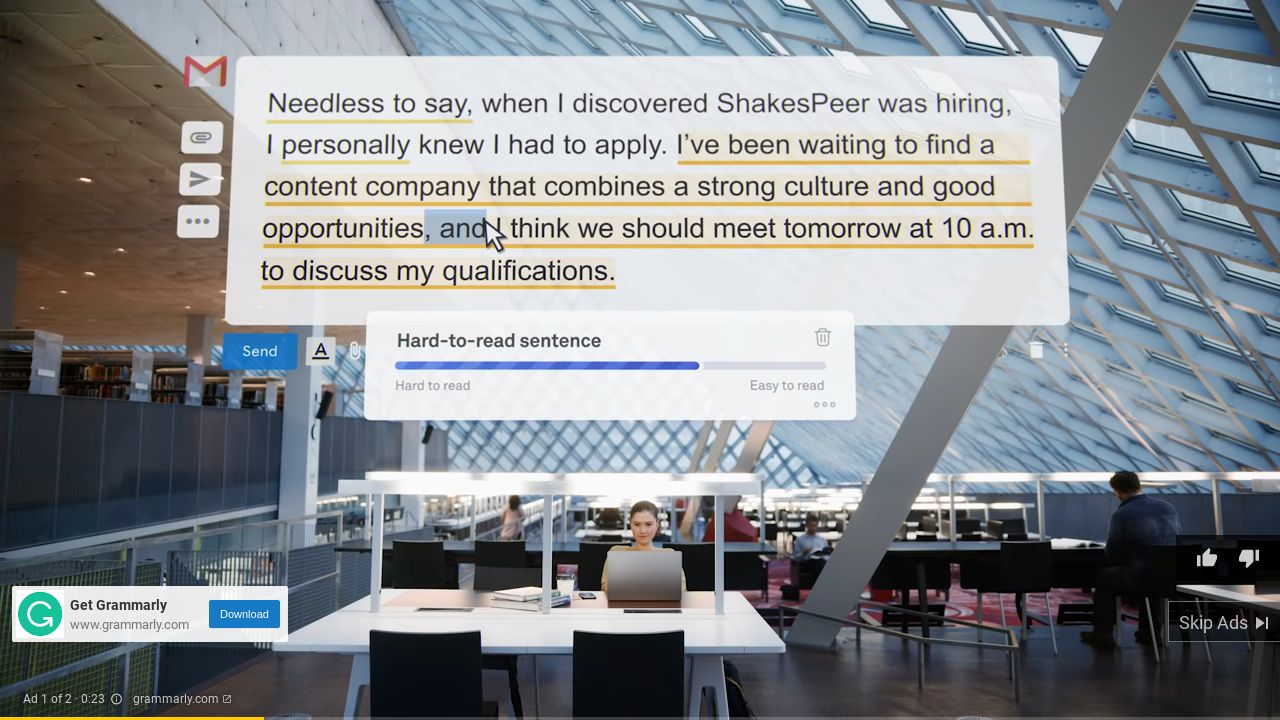 Needless to say, when I discovered ShakesPeer was hiring,
I personally knew I had to apply. I've been waiting to find a
content company that combines a strong culture and good
opportunities, and I think we should meet tomorrow at 10 a.m.
to discuss my qualifications.
Send
A
Hard-to-read sentence
Hard to read
Easy to read
Get Grammarly
www.grammarly.com
Download
Skip Ads
Ad 1 of 2 · 0:23
grammarly.com